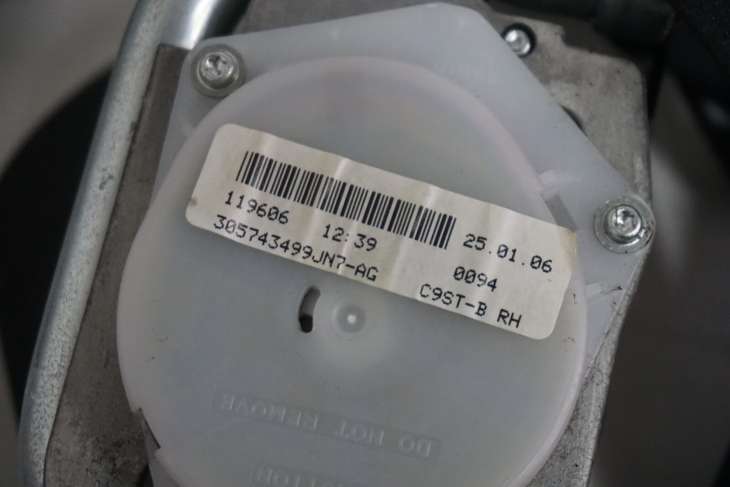 119606 12:39 25.01.06
305743499JN7-AG 0094
C9ST-B RH
DO NOT REMOVE